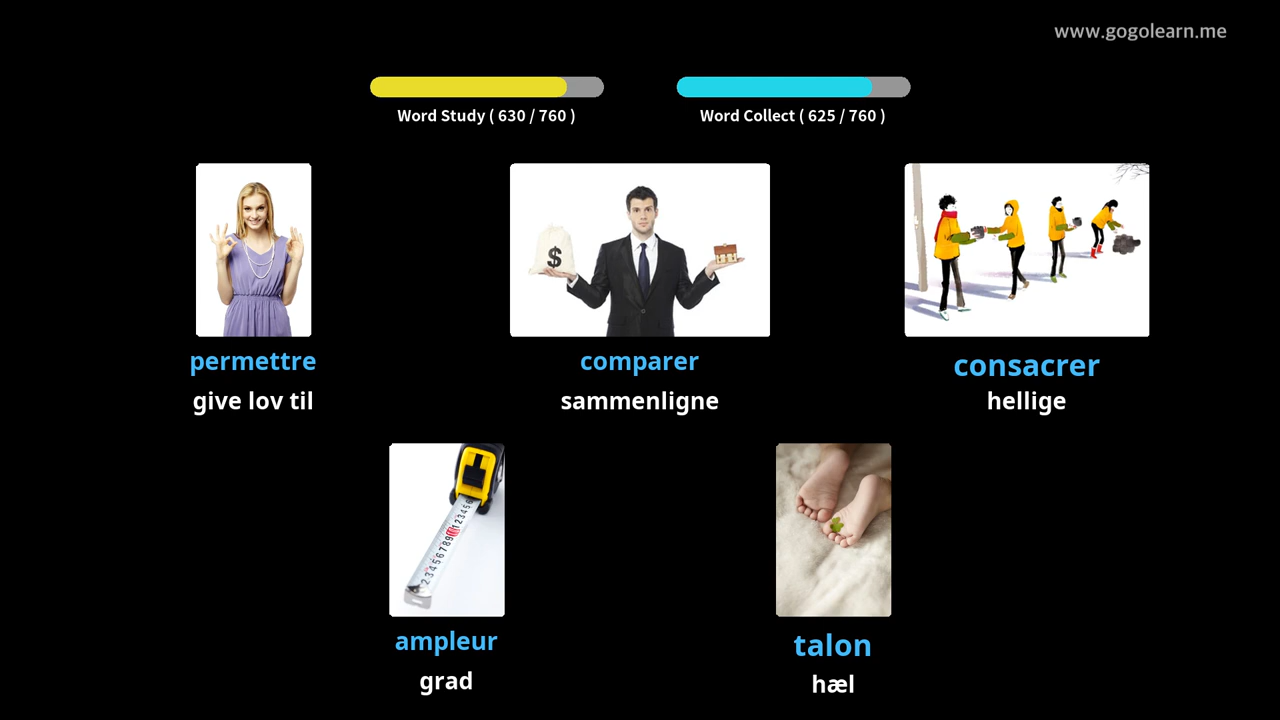 www.gogolearn.me
Word Study ( 630 / 760 )
Word Collect ( 625 / 760 )
$
permettre
give lov til
comparer
sammenligne
consacrer
hellige
ampleur
grad
talon
hæl